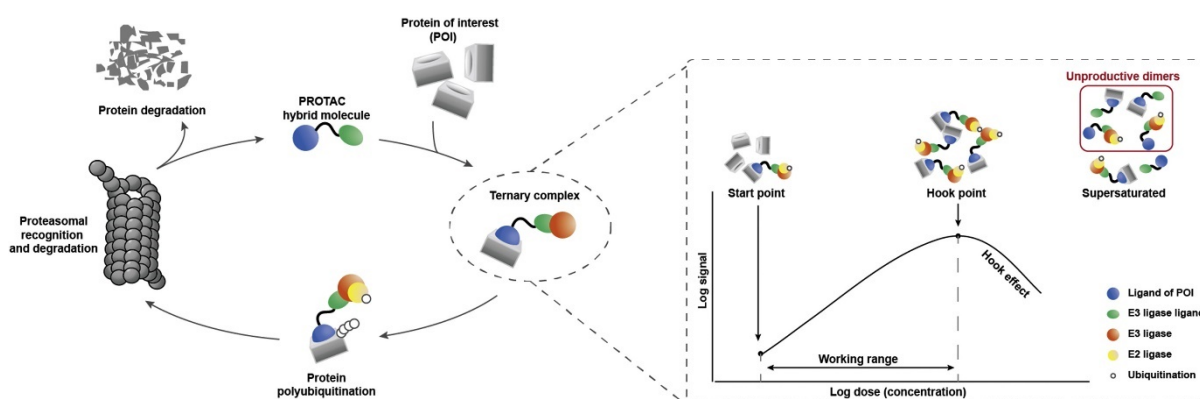 Protein of interest
(POI)
PROTAC
hybrid molecule
Protein degradation
Ternary complex
Proteasomal
recognition
and degradation
Protein
polyubiquitination
Unproductive dimers
Start point
Hook point
Supersaturated
Log signal
Hook effect
Working range
Log dose (concentration)
Ligand of POI
E3 ligase ligand
E3 ligase
E2 ligase
Ubiquitination